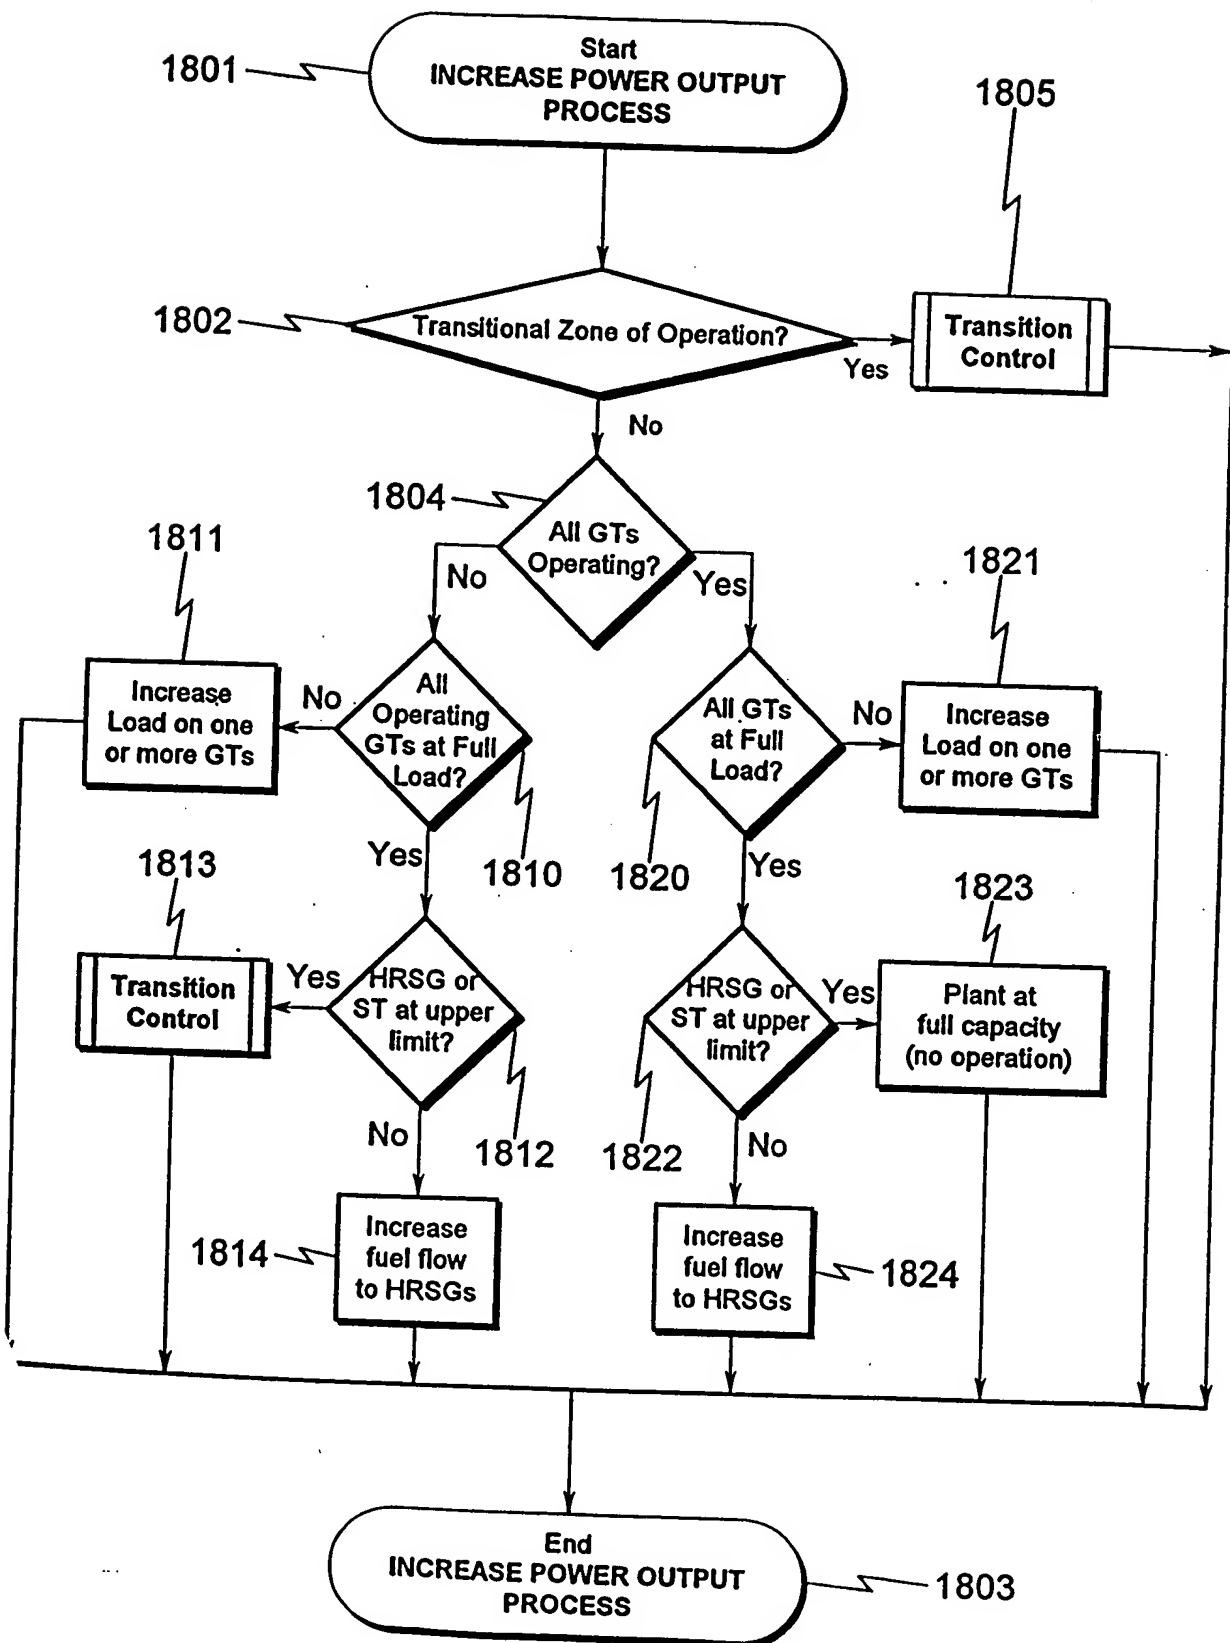 Start
INCREASE POWER OUTPUT
PROCESS
1801
1805
1802
Transitional Zone of Operation?
Yes
Transition
Control
No
1804
All GTs
Operating?
No
Yes
1811
1821
Increase
Load on one
or more GTs
No
All
Operating
GTs at Full
Load?
All GTs
at Full
Load?
No
Increase
Load on one
or more GTs
1810
1820
Yes
Yes
1813
1823
Transition
Control
Yes
HRSG or
ST at upper
limit?
HRSG or
ST at upper
limit?
Yes
Plant at
full capacity
(no operation)
1812
1822
No
No
1814
Increase
fuel flow
to HRSGs
Increase
fuel flow
to HRSGs
1824
End
INCREASE POWER OUTPUT
PROCESS
1803